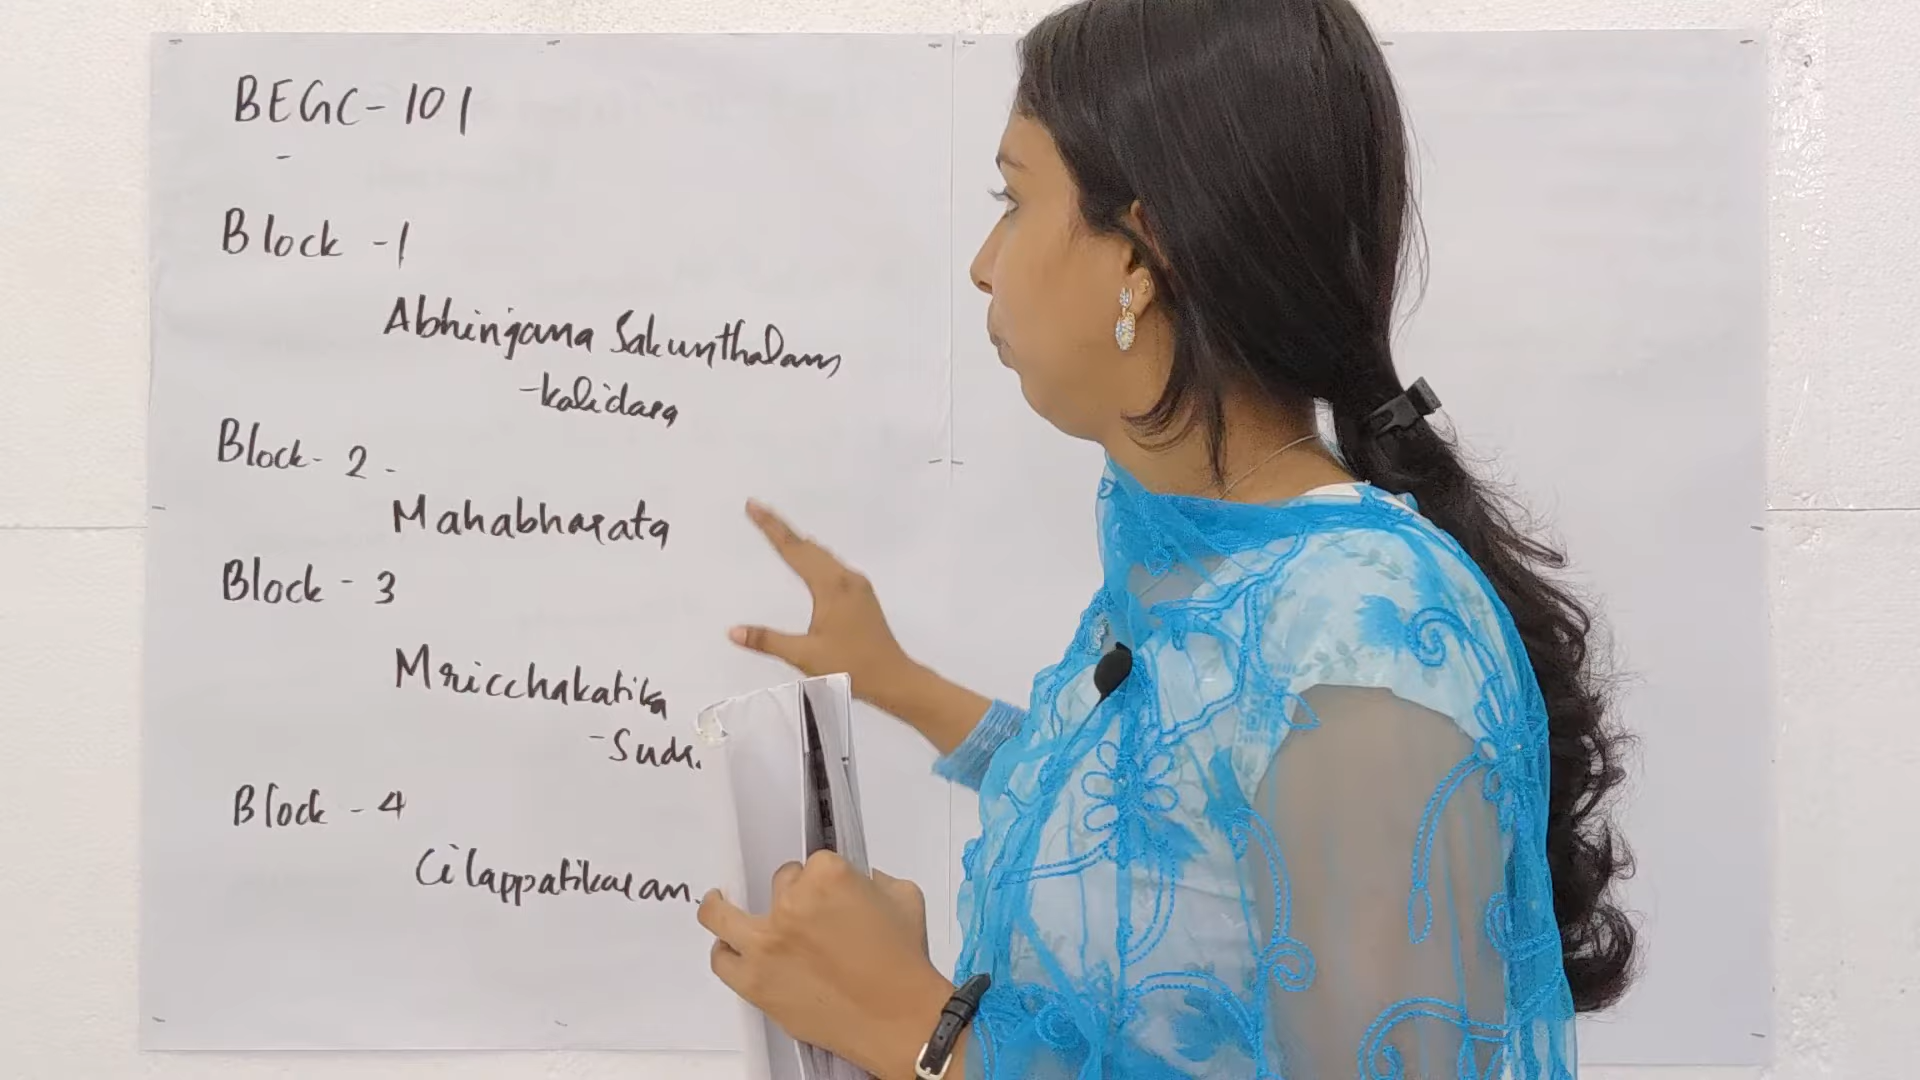 BEGC-101
Block -1
Abhinjana Sakunthalam
-kalidasa
Block- 2 -
Mahabharata
Block - 3
Mricchakatika
-Sudr.
Block - 4
Cilappatikaram.